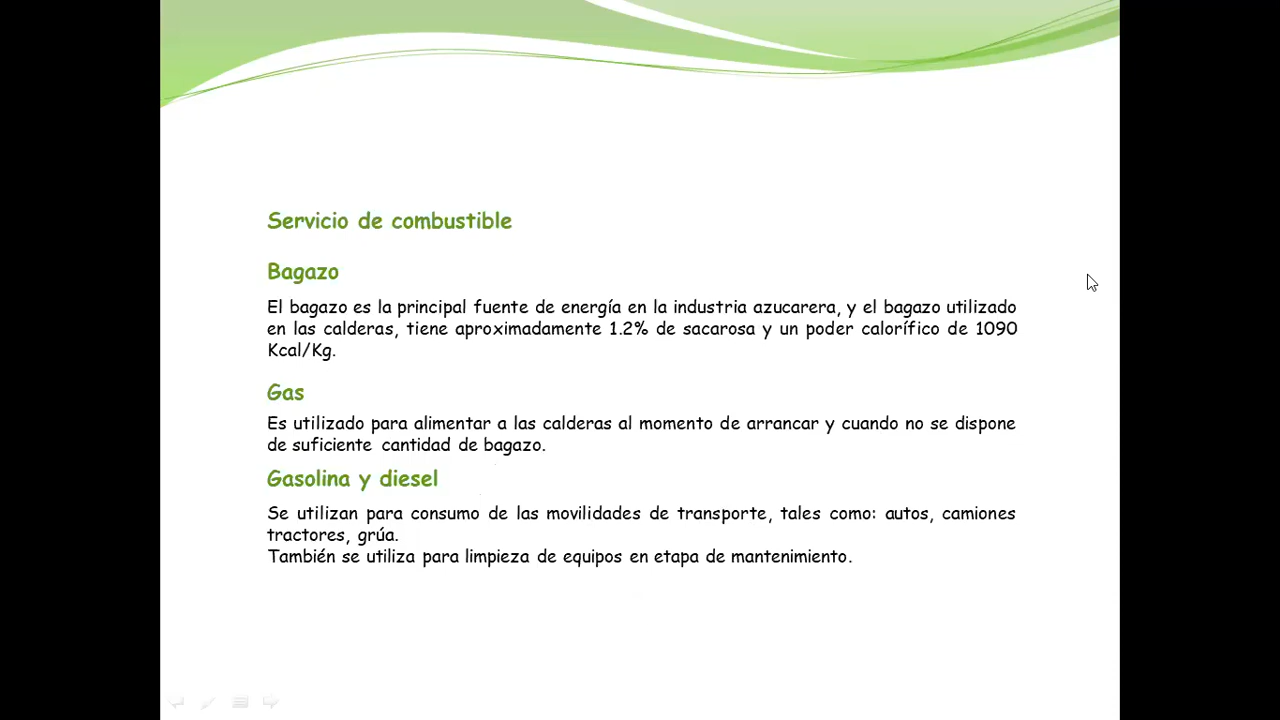 Servicio de combustible
Bagazo
El bagazo es la principal fuente de energía en la industria azucarera, y el bagazo utilizado
en las calderas, tiene aproximadamente 1.2% de sacarosa y un poder calorífico de 1090
Kcal/Kg.
Gas
Es utilizado para alimentar a las calderas al momento de arrancar y cuando no se dispone
de suficiente cantidad de bagazo.
Gasolina y diesel
Se utilizan para consumo de las movilidades de transporte, tales como: autos, camiones
tractores, grúa.
También se utiliza para limpieza de equipos en etapa de mantenimiento.